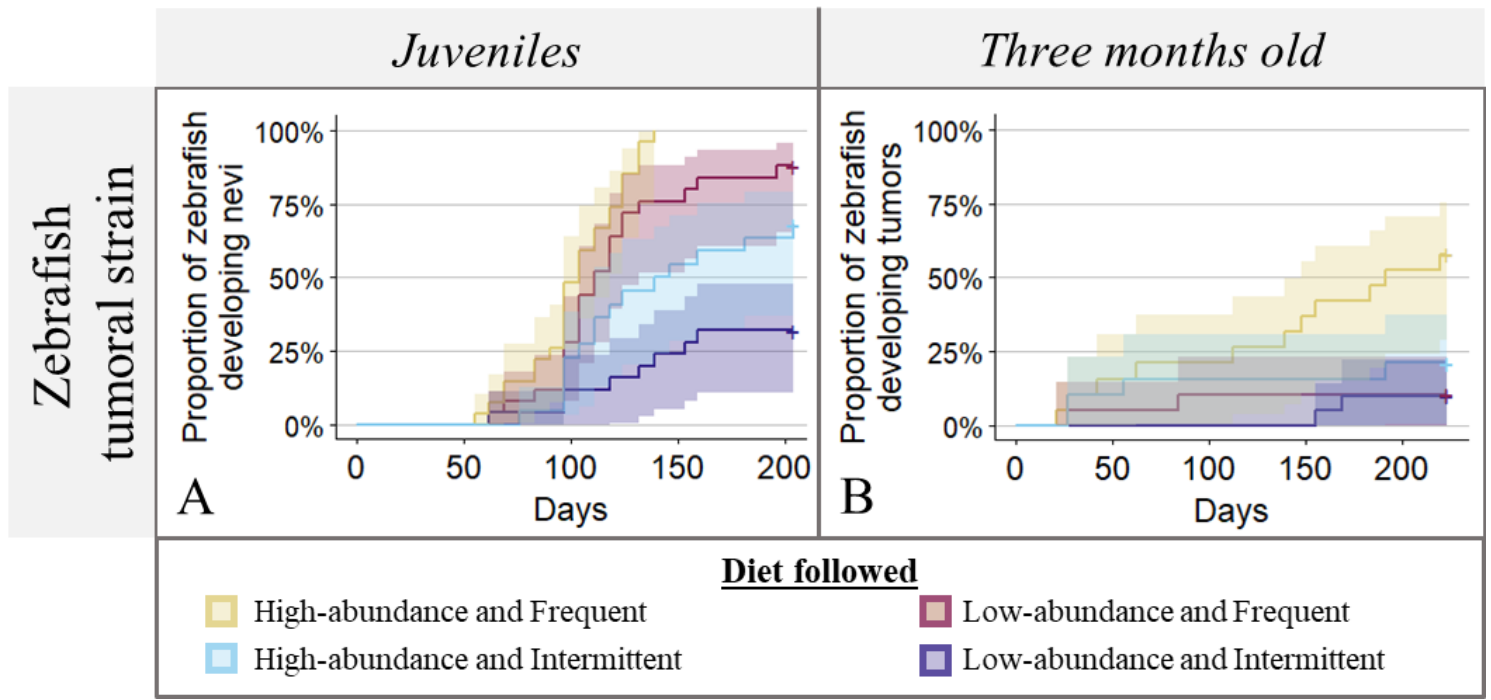 Juveniles
Three months old
Zebrafish
tumoral strain
Proportion of zebrafish
developing nevi
100%
75%
50%
25%
0%
0 50 100 150 200
Days
A
Proportion of zebrafish
developing tumors
100%
75%
50%
25%
0%
0 50 100 150 200
Days
B
Diet followed
High-abundance and Frequent
Low-abundance and Frequent
High-abundance and Intermittent
Low-abundance and Intermittent